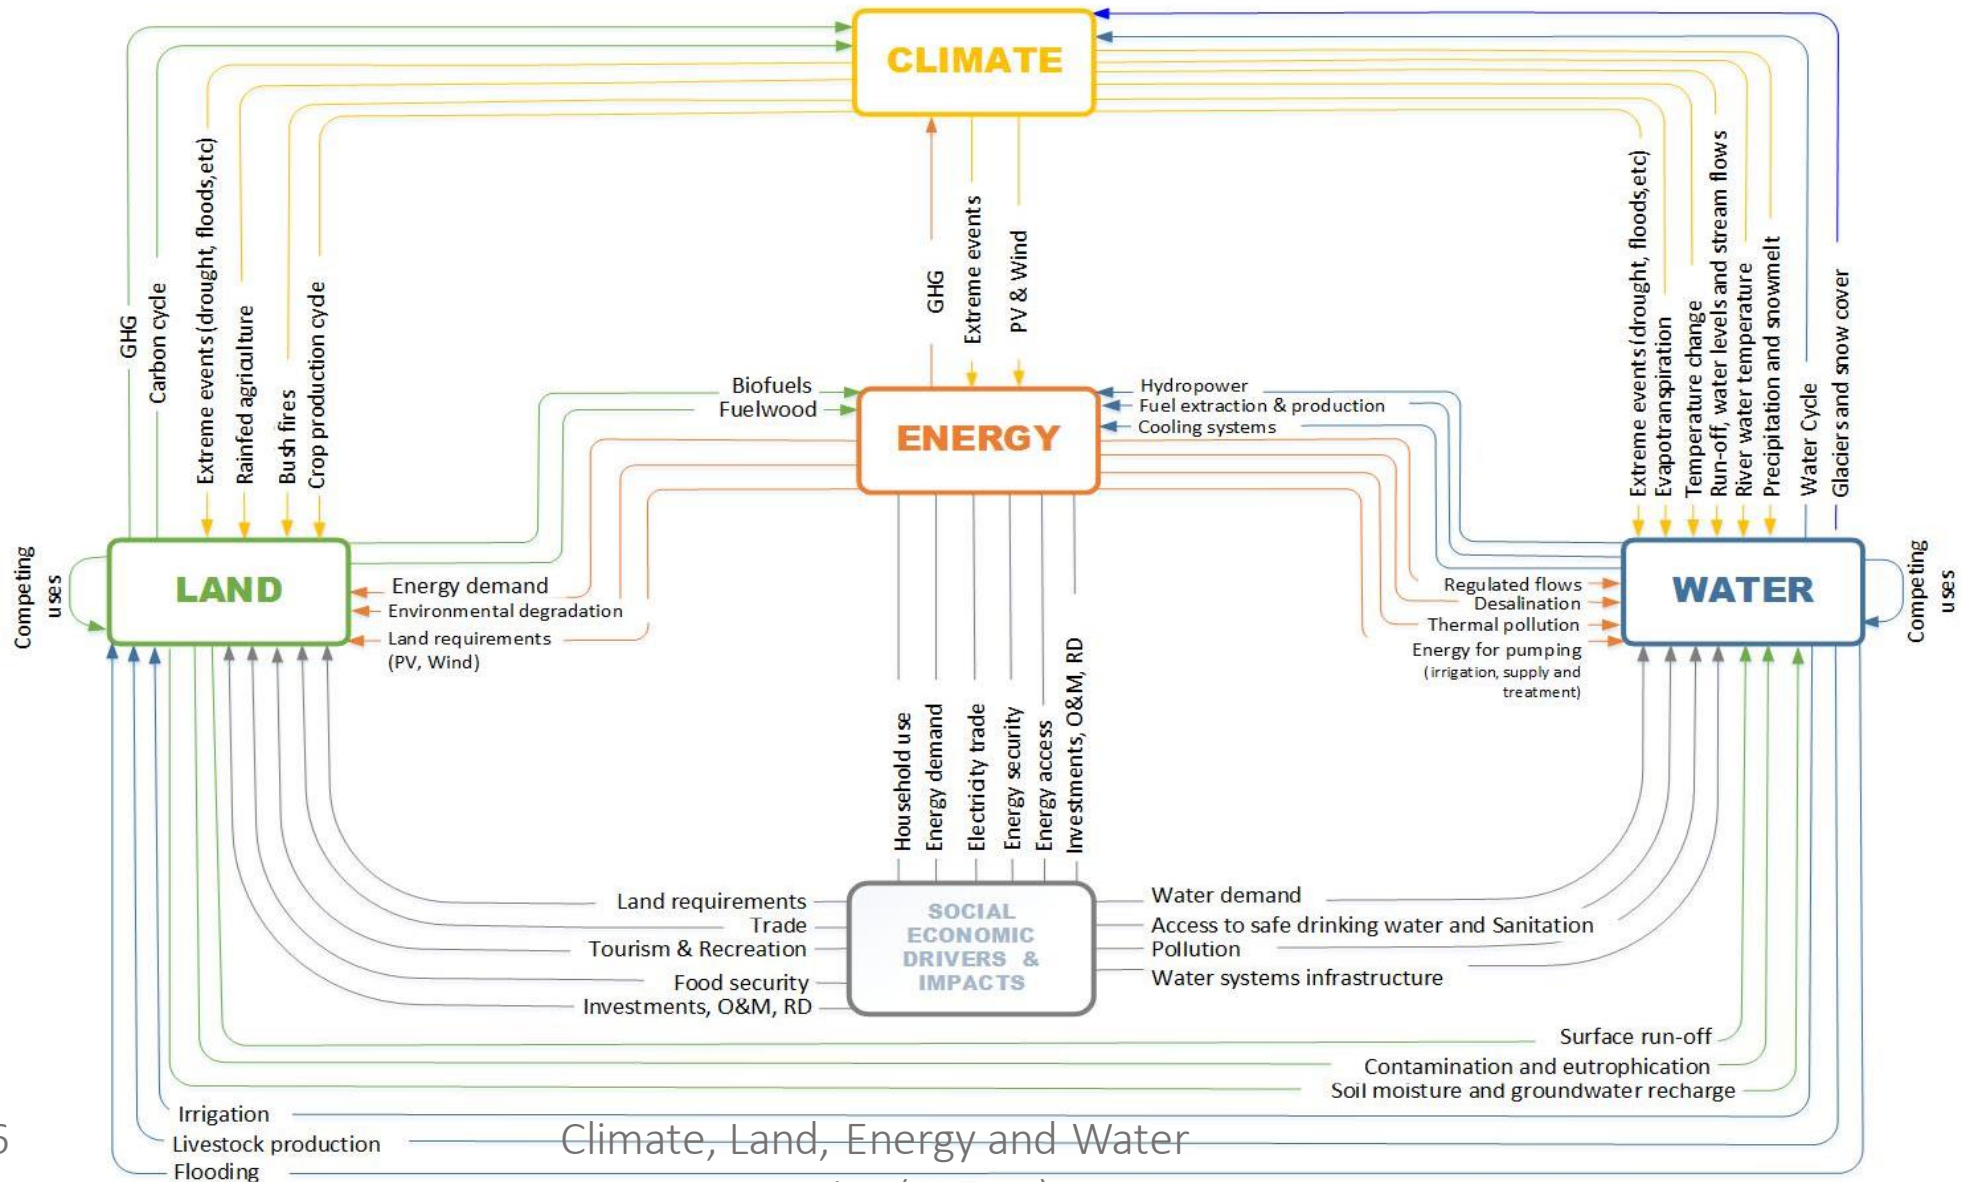 CLIMATE
GHG
Carbon cycle
Extreme events (drought, floods,etc)
Rainfed agriculture
Bush fires
Crop production cycle
GHG
Extreme events
PV & Wind
Extreme events (drought, floods,etc)
Evapotranspiration
Temperature change
Run-off, water levels and stream flows
River water temperature
Precipitation and snowmelt
Water Cycle
Glaciers and snow cover
Biofuels
Fuelwood
ENERGY
Hydropower
Fuel extraction & production
Cooling systems
Competing
uses
LAND
Energy demand
Environmental degradation
Land requirements
(PV, Wind)
Regulated flows
Desalination
Thermal pollution
Energy for pumping
(irrigation, supply and
treatment)
WATER
Competing
uses
Household use
Energy demand
Electricity trade
Energy security
Energy access
Investments, O&M, RD
Land requirements
Trade
Tourism & Recreation
Food security
Investments, O&M, RD
SOCIAL
ECONOMIC
DRIVERS &
IMPACTS
Water demand
Access to safe drinking water and Sanitation
Pollution
Water systems infrastructure
Surface run-off
Contamination and eutrophication
Soil moisture and groundwater recharge
Irrigation
Livestock production
Flooding
6
Climate, Land, Energy and Water